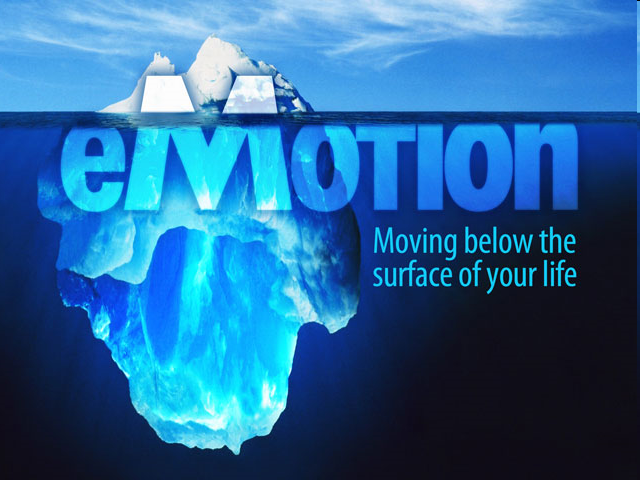 eMOTION
Moving below the
surface of your life